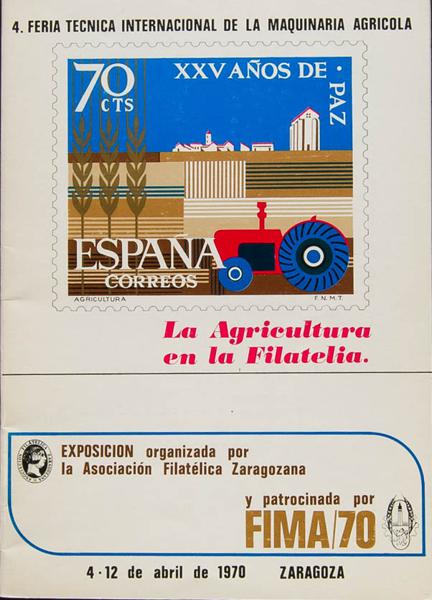 4. FERIA TECNICA INTERNACIONAL DE LA MAQUINARIA AGRICOLA
70
CTS
XXV AÑOS DE · PAZ
ESPAÑA
CORREOS
AGRICULTURA
F.N.M.T.
La Agricultura
en la Filatelia.
EXPOSICION organizada por
la Asociación Filatélica Zaragozana
y patrocinada por
FIMA/70
4-12 de abril de 1970 ZARAGOZA